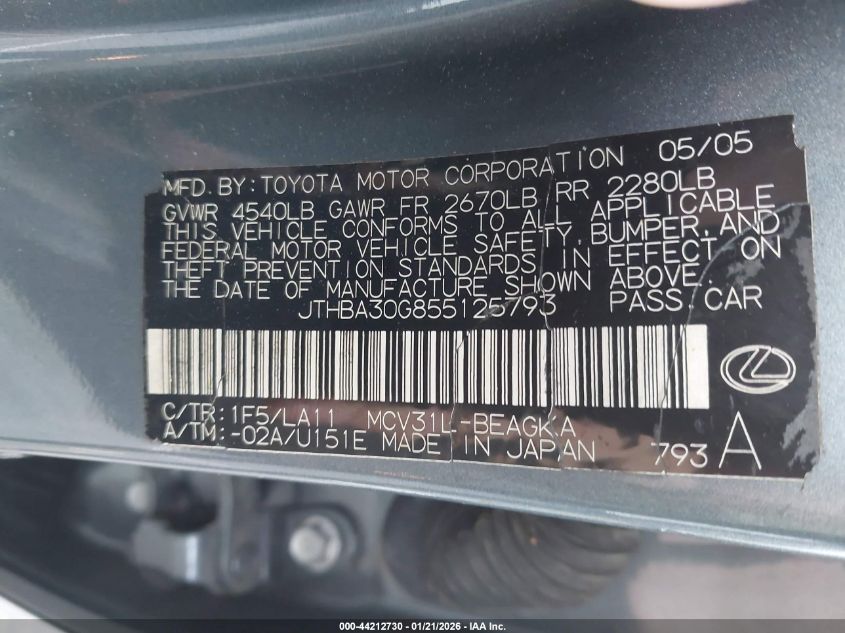 MFD. BY: TOYOTA MOTOR CORPORATION 05/05
GVWR 4540LB GAWR FR 2670LB RR 2280LB
THIS VEHICLE CONFORMS TO ALL APPLICABLE
FEDERAL MOTOR VEHICLE SAFETY, BUMPER, AND
THEFT PREVENTION STANDARDS IN EFFECT ON
THE DATE OF MANUFACTURE SHOWN ABOVE.
JTHBA30G855125793 PASS. CAR
C/TR: 1F5/LA11 MCV31L-BEAGKA
A/TM: -02A/U151E MADE IN JAPAN 793 A
000-44212730 - 01/21/2026 - IAA Inc.